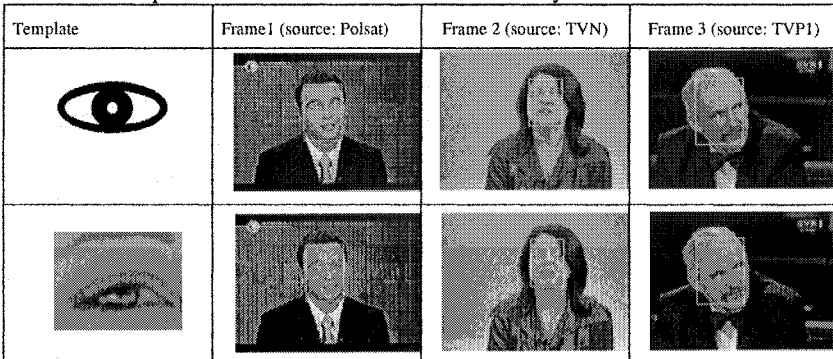 Template
Frame1 (source: Polsat)
Frame 2 (source: TVN)
Frame 3 (source: TVP1)